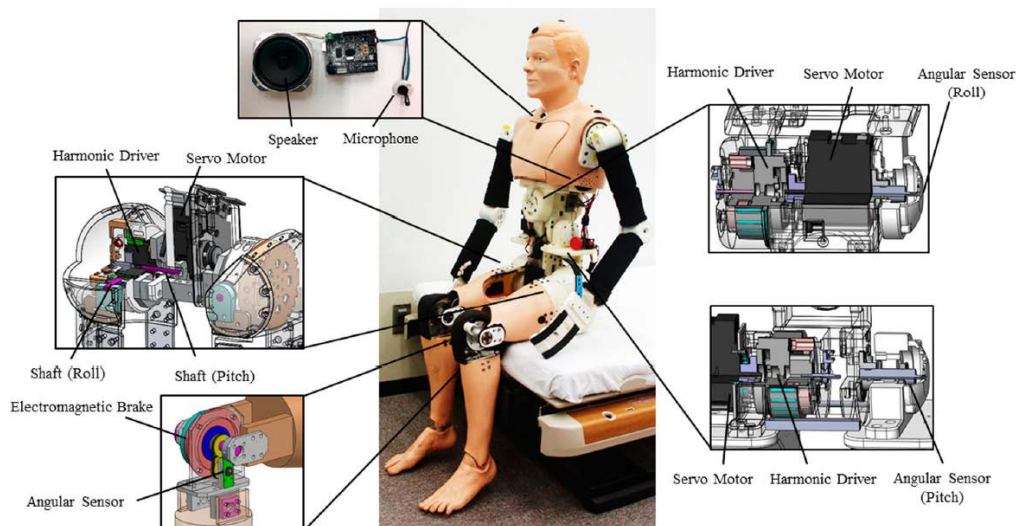 Speaker
Microphone
Harmonic Driver
Servo Motor
Shaft (Roll)
Shaft (Pitch)
Electromagnetic Brake
Angular Sensor
Harmonic Driver
Servo Motor
Angular Sensor
(Roll)
Servo Motor
Harmonic Driver
Angular Sensor
(Pitch)